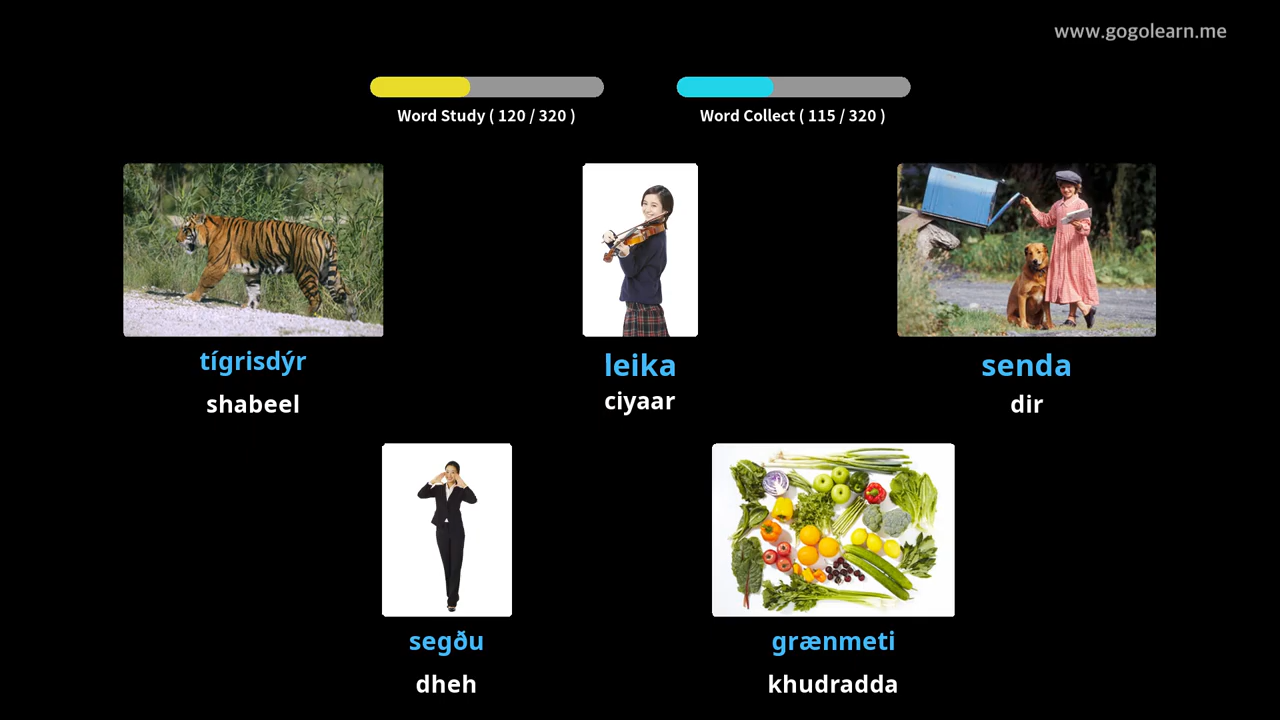 www.gogolearn.me
Word Study ( 120 / 320 )
Word Collect ( 115 / 320 )
tígrisdýr
shabeel
leika
ciyaar
senda
dir
segðu
dheh
grænmeti
khudradda